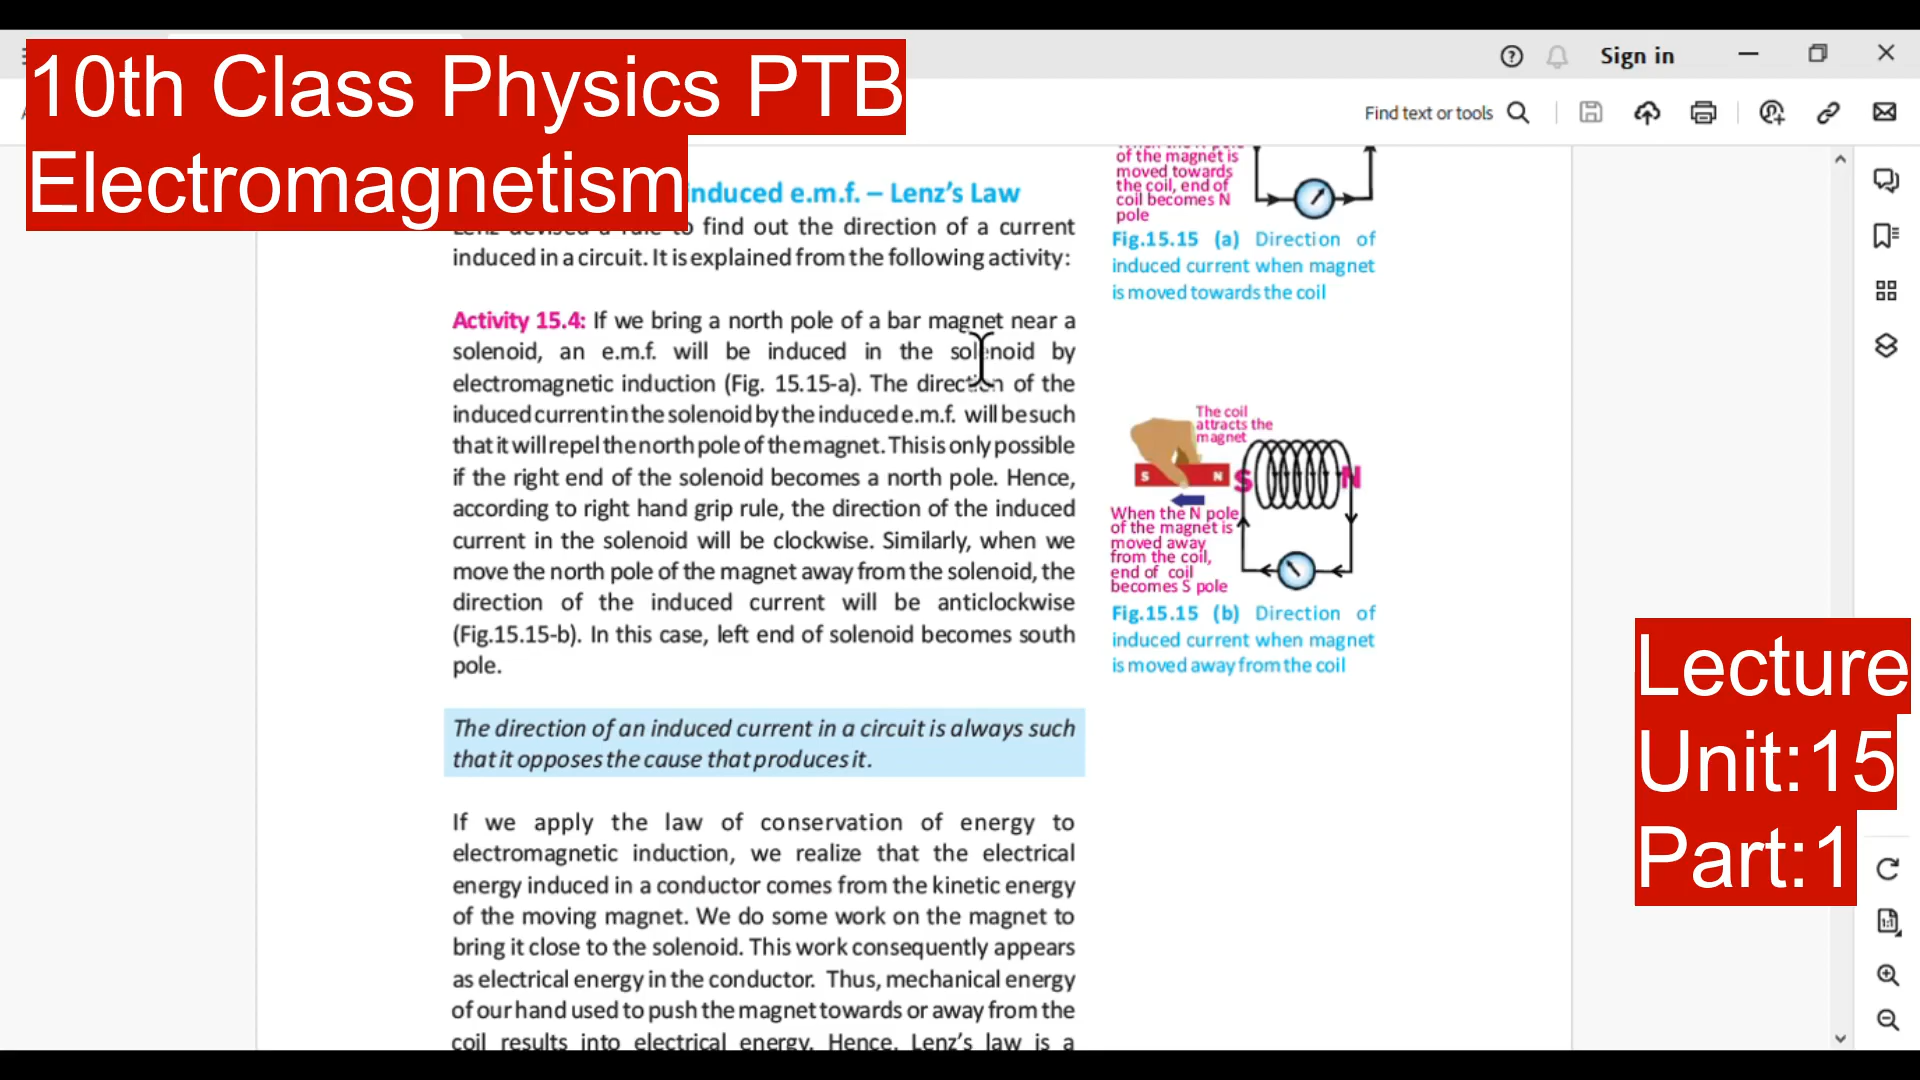 10th Class Physics PTB
Electromagnetism
Sign in
Find text or tools
induced e.m.f. – Lenz's Law
Lenz devised a rule to find out the direction of a current
induced in a circuit. It is explained from the following activity:
Activity 15.4: If we bring a north pole of a bar magnet near a
solenoid, an e.m.f. will be induced in the solenoid by
electromagnetic induction (Fig. 15.15-a). The direction of the
induced current in the solenoid by the induced e.m.f. will be such
that it will repel the north pole of the magnet. This is only possible
if the right end of the solenoid becomes a north pole. Hence,
according to right hand grip rule, the direction of the induced
current in the solenoid will be clockwise. Similarly, when we
move the north pole of the magnet away from the solenoid, the
direction of the induced current will be anticlockwise
(Fig.15.15-b). In this case, left end of solenoid becomes south
pole.
The direction of an induced current in a circuit is always such
that it opposes the cause that produces it.
If we apply the law of conservation of energy to
electromagnetic induction, we realize that the electrical
energy induced in a conductor comes from the kinetic energy
of the moving magnet. We do some work on the magnet to
bring it close to the solenoid. This work consequently appears
as electrical energy in the conductor. Thus, mechanical energy
of our hand used to push the magnet towards or away from the
coil results into electrical energy. Hence, Lenz's law is a
of the magnet is
moved towards
the coil, end of
coil becomes N
pole
Fig.15.15 (a) Direction of
induced current when magnet
is moved towards the coil
The coil
attracts the
magnet
S N S N
When the N pole
of the magnet is
moved away
from the coil,
end of coil
becomes S pole
Fig.15.15 (b) Direction of
induced current when magnet
is moved away from the coil
Lecture
Unit:15
Part:1
1:1